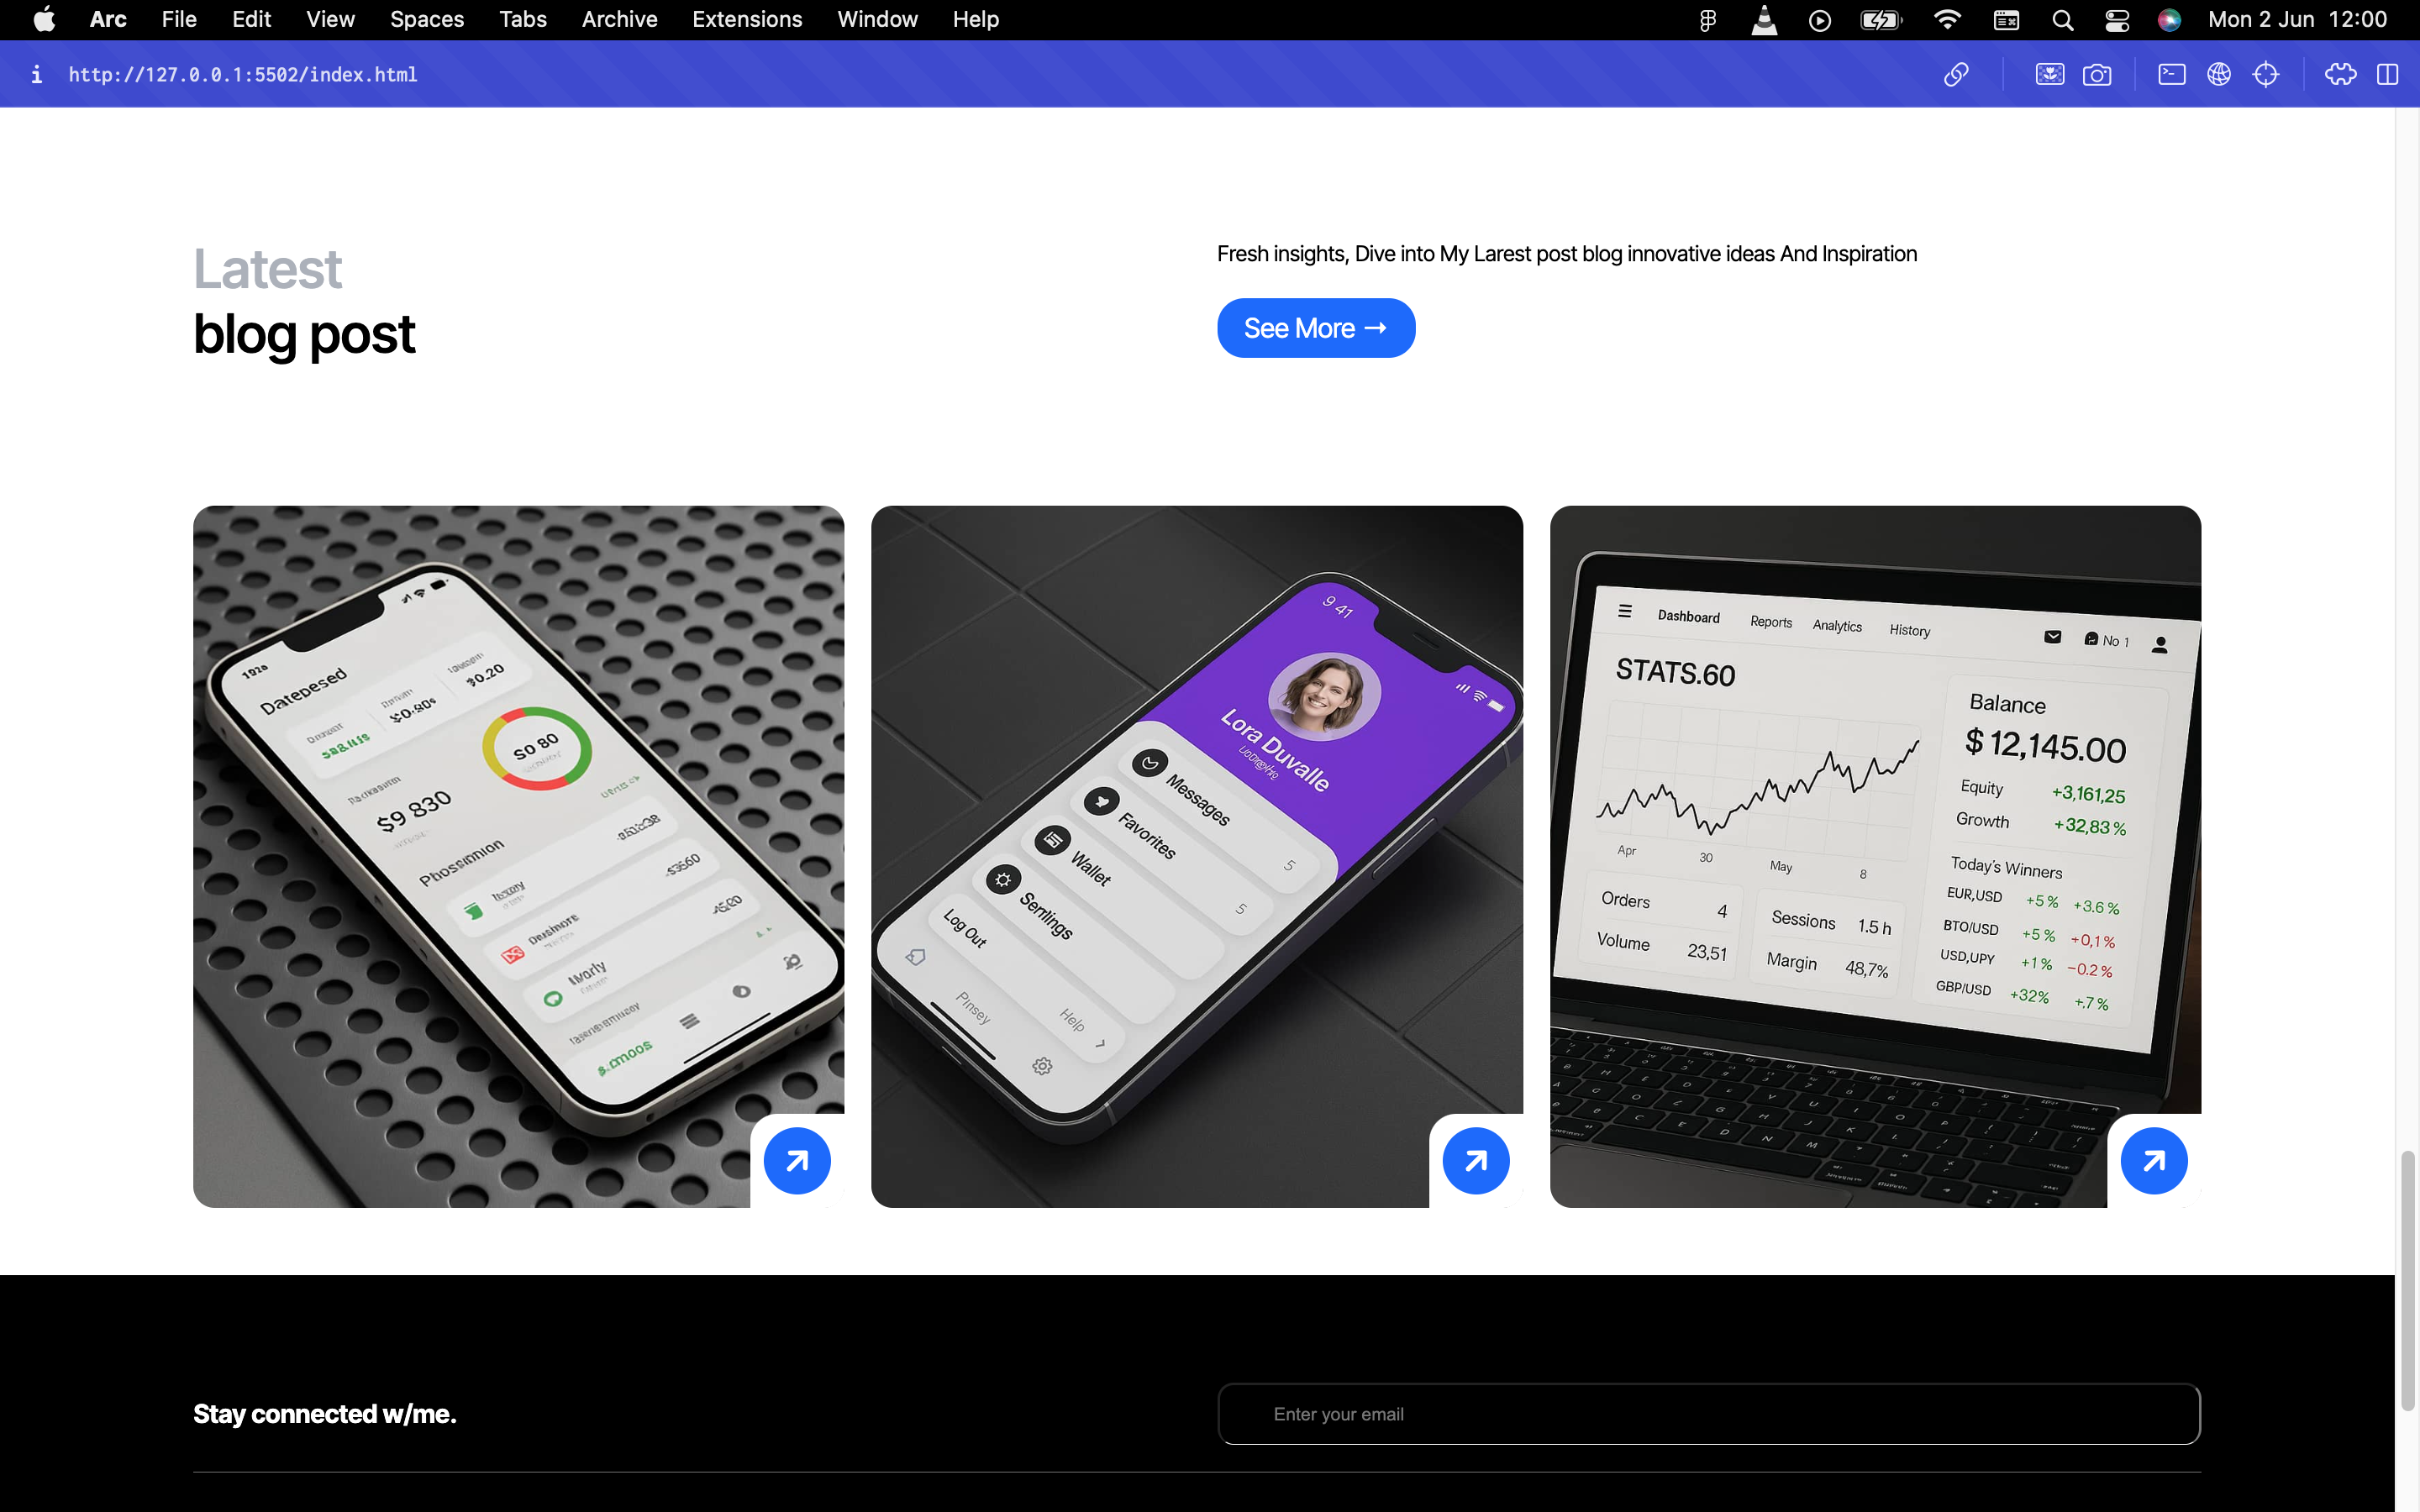 Arc File Edit View Spaces Tabs Archive Extensions Window Help Mon 2 Jun 12:00
http://127.0.0.1:5502/index.html
Latest
blog post
Fresh insights, Dive into My Larest post blog innovative ideas And Inspiration
See More →
Datepesed
$0.20
$0 80
$9 830
Phossimnion
9 41
Lora Duvalle
Messages 5
Favorites 5
Wallet
Log Out
Pinsey
Help
Dashboard Reports Analytics History No 1
STATS.60
Apr 30 May 8
Orders 4
Volume 23,51
Sessions 1.5 h
Margin 48,7%
Balance
$ 12,145.00
Equity +3,161,25
Growth +32,83 %
Today's Winners
EUR,USD +5 % +3.6 %
BTO/USD +5 % +0,1 %
USD,UPY +1 % −0.2 %
GBP/USD +32% +.7 %
Stay connected w/me.
Enter your email